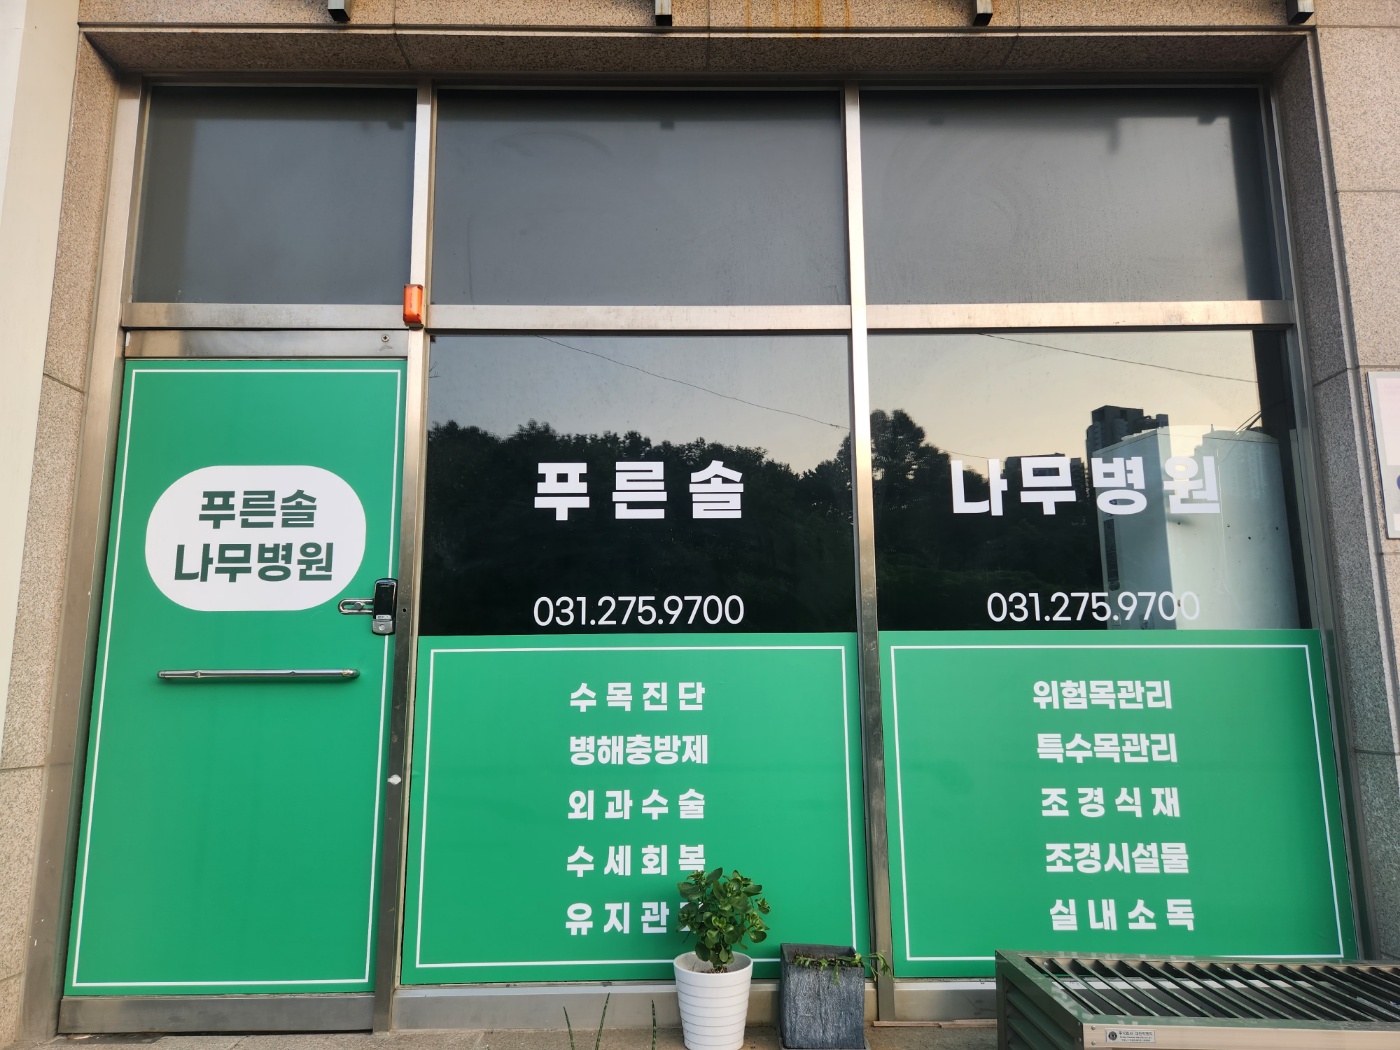 푸른솔
나무병원
푸른솔
나무병원
031.275.9700
031.275.9700
수목진단
병해충방제
외과수술
수세회복
유지관
위험목관리
특수목관리
조경식재
조경시설물
실내소독